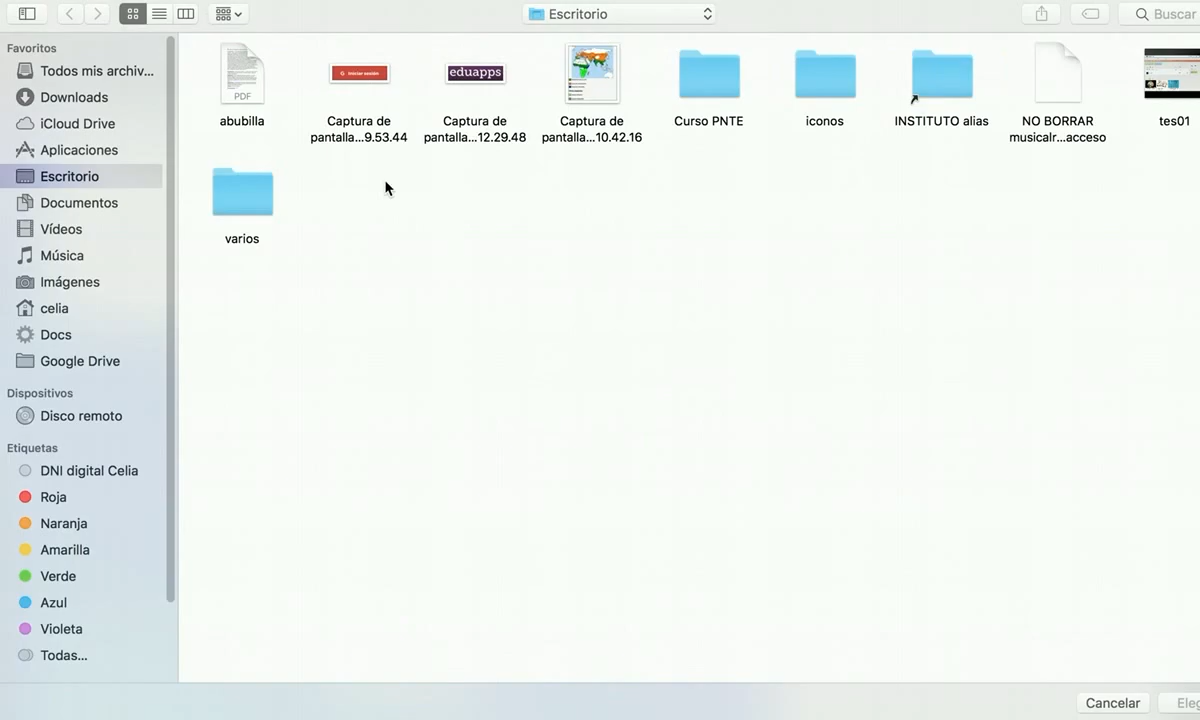 Escritorio
Buscar
Favoritos
Todos mis archiv...
Downloads
iCloud Drive
Aplicaciones
Escritorio
Documentos
Vídeos
Música
Imágenes
celia
Docs
Google Drive
Dispositivos
Disco remoto
Etiquetas
DNI digital Celia
Roja
Naranja
Amarilla
Verde
Azul
Violeta
Todas...
PDF
abubilla
Iniciar sesión
Captura de
pantalla...9.53.44
eduapps
Captura de
pantalla...12.29.48
Captura de
pantalla...10.42.16
Curso PNTE
iconos
INSTITUTO alias
NO BORRAR
musicalr...acceso
tes01
varios
Cancelar
Eleg